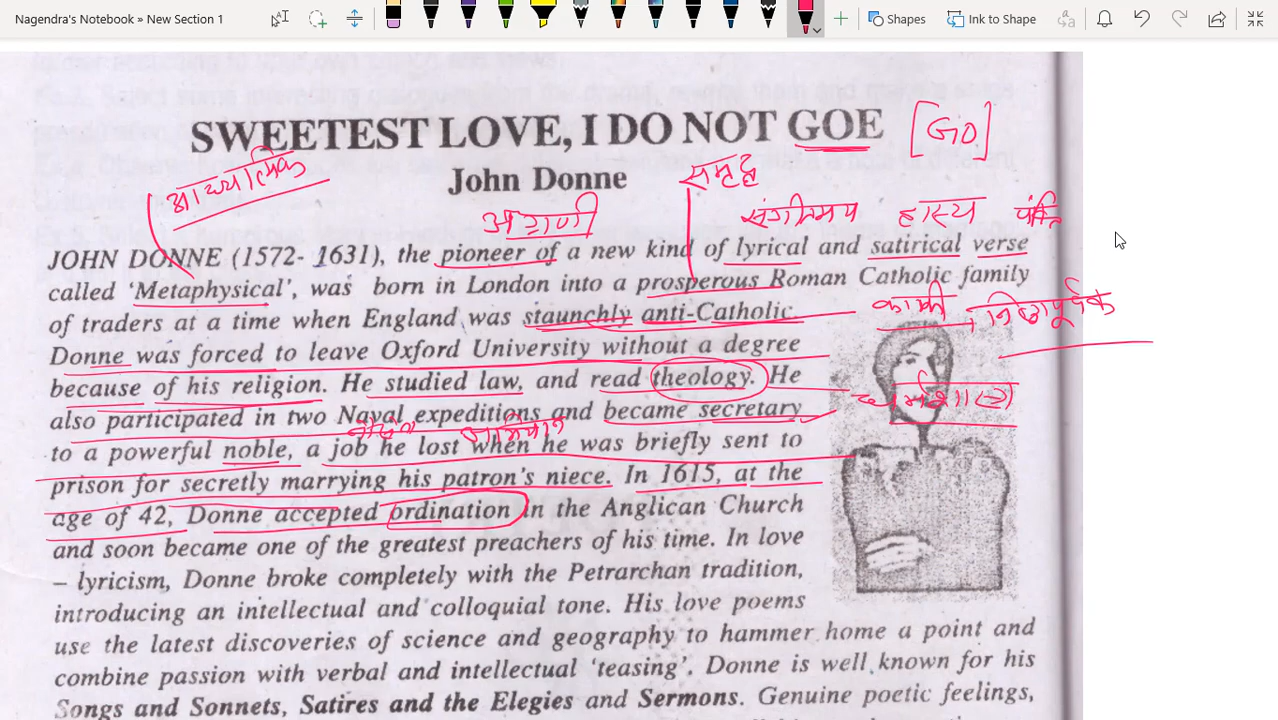 Nagendra's Notebook » New Section 1
Shapes
Ink to Shape
SWEETEST LOVE, I DO NOT GOE [GO]
John Donne
आध्यात्मिक
समृद्ध
अग्रणी
संगीतमय हास्य पंक्ति
JOHN DONNE (1572- 1631), the pioneer of a new kind of lyrical and satirical verse
called 'Metaphysical', was born in London into a prosperous Roman Catholic family
of traders at a time when England was staunchly anti-Catholic.
काफी, निष्ठापूर्वक
Donne was forced to leave Oxford University without a degree
because of his religion. He studied law, and read theology. He
धर्मशास्त्र
also participated in two Naval expeditions and became secretary
अभियान
to a powerful noble, a job he lost when he was briefly sent to
prison for secretly marrying his patron's niece. In 1615, at the
age of 42, Donne accepted ordination in the Anglican Church
and soon became one of the greatest preachers of his time. In love
– lyricism, Donne broke completely with the Petrarchan tradition,
introducing an intellectual and colloquial tone. His love poems
use the latest discoveries of science and geography to hammer home a point and
combine passion with verbal and intellectual 'teasing'. Donne is well known for his
Songs and Sonnets, Satires and the Elegies and Sermons. Genuine poetic feelings,